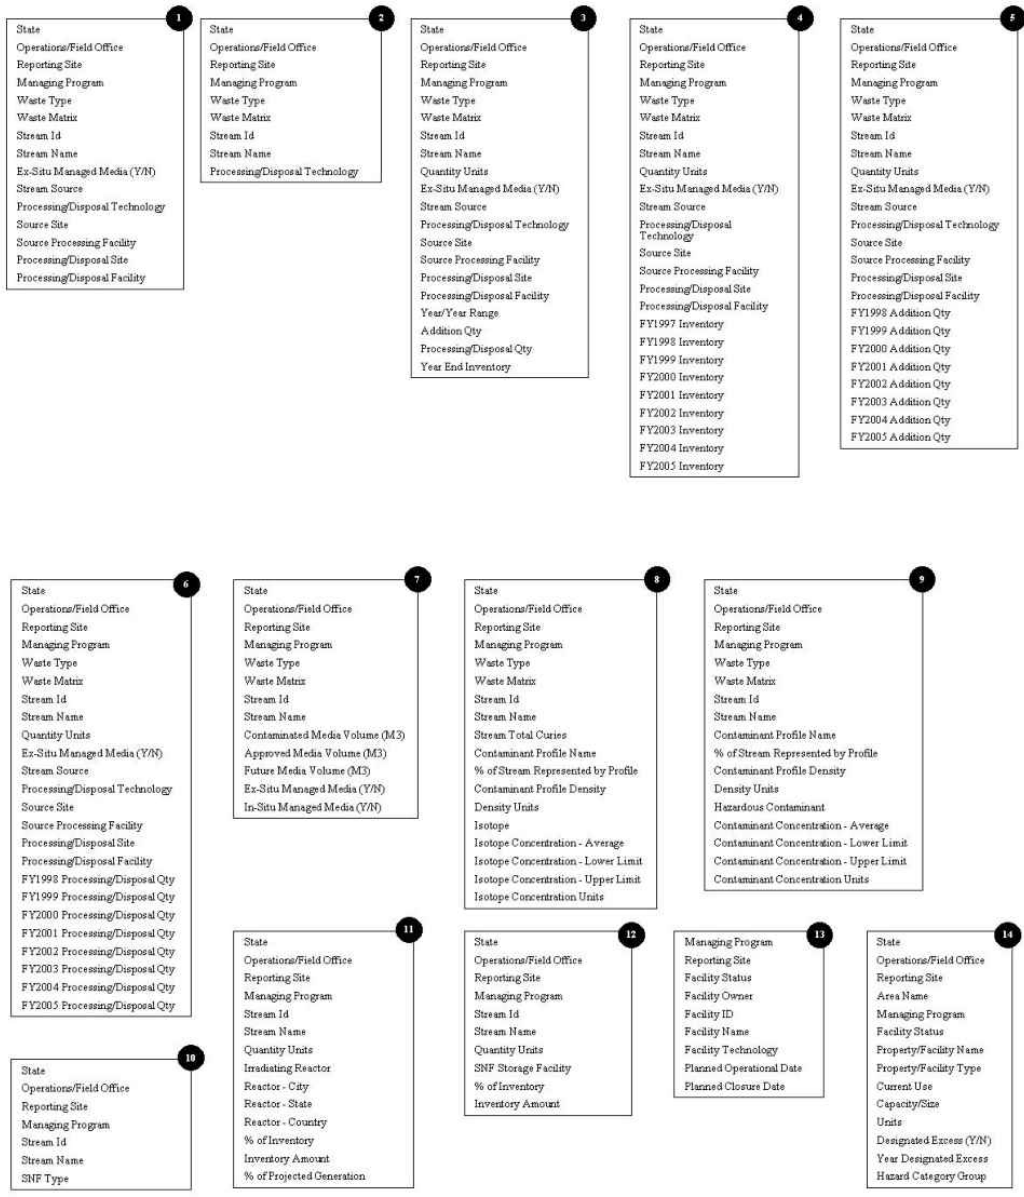 1
State
Operations/Field Office
Reporting Site
Managing Program
Waste Type
Waste Matrix
Stream Id
Stream Name
Ex-Situ Managed Media (Y/N)
Stream Source
Processing/Disposal Technology
Source Site
Source Processing Facility
Processing/Disposal Site
Processing/Disposal Facility
2
State
Operations/Field Office
Reporting Site
Managing Program
Waste Type
Waste Matrix
Stream Id
Stream Name
Processing/Disposal Technology
3
State
Operations/Field Office
Reporting Site
Managing Program
Waste Type
Waste Matrix
Stream Id
Stream Name
Quantity Units
Ex-Situ Managed Media (Y/N)
Stream Source
Processing/Disposal Technology
Source Site
Source Processing Facility
Processing/Disposal Site
Processing/Disposal Facility
Year/Year Range
Addition Qty
Processing/Disposal Qty
Year End Inventory
4
State
Operations/Field Office
Reporting Site
Managing Program
Waste Type
Waste Matrix
Stream Id
Stream Name
Quantity Units
Ex-Situ Managed Media (Y/N)
Stream Source
Processing/Disposal
Technology
Source Site
Source Processing Facility
Processing/Disposal Site
Processing/Disposal Facility
FY1997 Inventory
FY1998 Inventory
FY1999 Inventory
FY2000 Inventory
FY2001 Inventory
FY2002 Inventory
FY2003 Inventory
FY2004 Inventory
FY2005 Inventory
5
State
Operations/Field Office
Reporting Site
Managing Program
Waste Type
Waste Matrix
Stream Id
Stream Name
Quantity Units
Ex-Situ Managed Media (Y/N)
Stream Source
Processing/Disposal Technology
Source Site
Source Processing Facility
Processing/Disposal Site
Processing/Disposal Facility
FY1998 Addition Qty
FY1999 Addition Qty
FY2000 Addition Qty
FY2001 Addition Qty
FY2002 Addition Qty
FY2003 Addition Qty
FY2004 Addition Qty
FY2005 Addition Qty
6
State
Operations/Field Office
Reporting Site
Managing Program
Waste Type
Waste Matrix
Stream Id
Stream Name
Quantity Units
Ex-Situ Managed Media (Y/N)
Stream Source
Processing/Disposal Technology
Source Site
Source Processing Facility
Processing/Disposal Site
Processing/Disposal Facility
FY1998 Processing/Disposal Qty
FY1999 Processing/Disposal Qty
FY2000 Processing/Disposal Qty
FY2001 Processing/Disposal Qty
FY2002 Processing/Disposal Qty
FY2003 Processing/Disposal Qty
FY2004 Processing/Disposal Qty
FY2005 Processing/Disposal Qty
7
State
Operations/Field Office
Reporting Site
Managing Program
Waste Type
Waste Matrix
Stream Id
Stream Name
Contaminated Media Volume (M3)
Approved Media Volume (M3)
Future Media Volume (M3)
Ex-Situ Managed Media (Y/N)
In-Situ Managed Media (Y/N)
8
State
Operations/Field Office
Reporting Site
Managing Program
Waste Type
Waste Matrix
Stream Id
Stream Name
Stream Total Curies
Contaminant Profile Name
% of Stream Represented by Profile
Contaminant Profile Density
Density Units
Isotope
Isotope Concentration - Average
Isotope Concentration - Lower Limit
Isotope Concentration - Upper Limit
Isotope Concentration Units
9
State
Operations/Field Office
Reporting Site
Managing Program
Waste Type
Waste Matrix
Stream Id
Stream Name
Contaminant Profile Name
% of Stream Represented by Profile
Contaminant Profile Density
Density Units
Hazardous Contaminant
Contaminant Concentration - Average
Contaminant Concentration - Lower Limit
Contaminant Concentration - Upper Limit
Contaminant Concentration Units
10
State
Operations/Field Office
Reporting Site
Managing Program
Stream Id
Stream Name
SNF Type
11
State
Operations/Field Office
Reporting Site
Managing Program
Stream Id
Stream Name
Quantity Units
Irradiating Reactor
Reactor - City
Reactor - State
Reactor - Country
% of Inventory
Inventory Amount
% of Projected Generation
12
State
Operations/Field Office
Reporting Site
Managing Program
Stream Id
Stream Name
Quantity Units
SNF Storage Facility
% of Inventory
Inventory Amount
13
Managing Program
Reporting Site
Facility Status
Facility Owner
Facility ID
Facility Name
Facility Technology
Planned Operational Date
Planned Closure Date
14
State
Operations/Field Office
Reporting Site
Area Name
Managing Program
Facility Status
Property/Facility Name
Property/Facility Type
Current Use
Capacity/Size
Units
Designated Excess (Y/N)
Year Designated Excess
Hazard Category Group